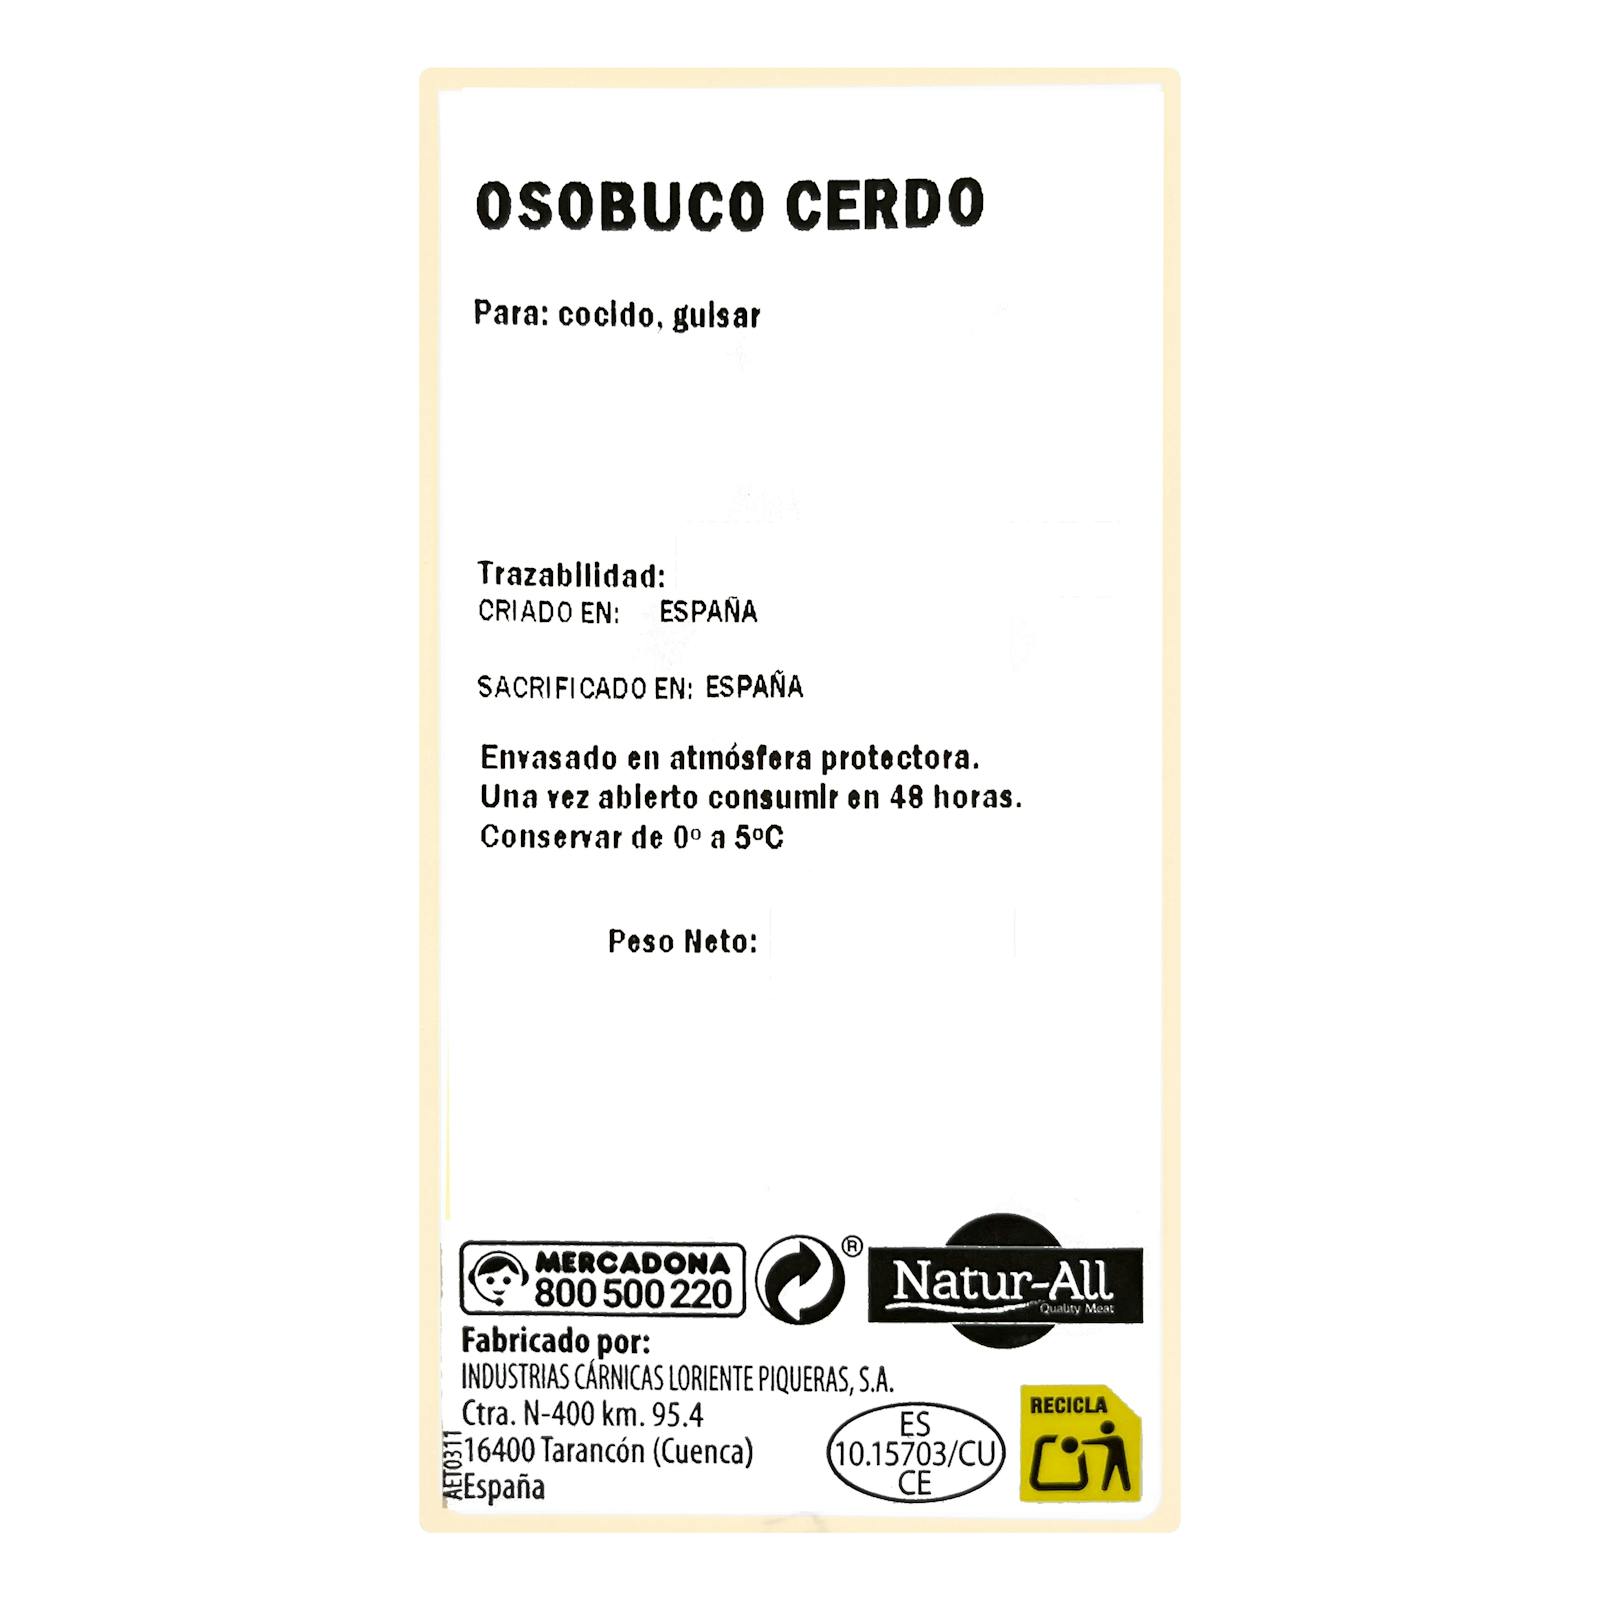 OSOBUCO CERDO
Para: cocido, guisar
Trazabilidad:
CRIADO EN: ESPAÑA
SACRIFICADO EN: ESPAÑA
Envasado en atmósfera protectora.
Una vez abierto consumir en 48 horas.
Conservar de 0º a 5ºC
Peso Neto:
MERCADONA
800 500 220
®
Natur-All
Quality Meat
Fabricado por:
INDUSTRIAS CÁRNICAS LORIENTE PIQUERAS, S.A.
Ctra. N-400 km. 95.4
16400 Tarancón (Cuenca)
España
AET0311
ES
10.15703/CU
CE
RECICLA